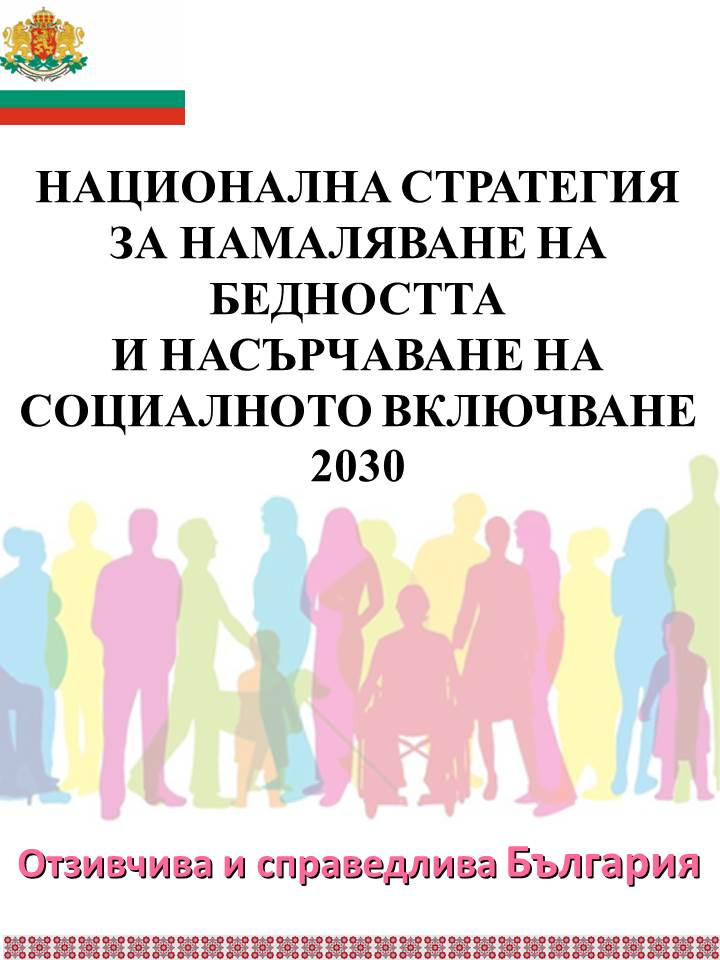 НАЦИОНАЛНА СТРАТЕГИЯ
ЗА НАМАЛЯВАНЕ НА
БЕДНОСТТА
И НАСЪРЧАВАНЕ НА
СОЦИАЛНОТО ВКЛЮЧВАНЕ
2030
Отзивчива и справедлива България